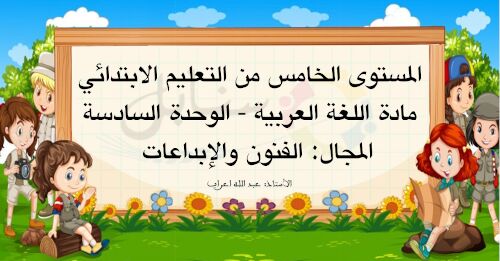 المستوى الخامس من التعليم الابتدائي
مادة اللغة العربية - الوحدة السادسة
المجال: الفنون والإبداعات
الأستاذ: عبد الله اعراب